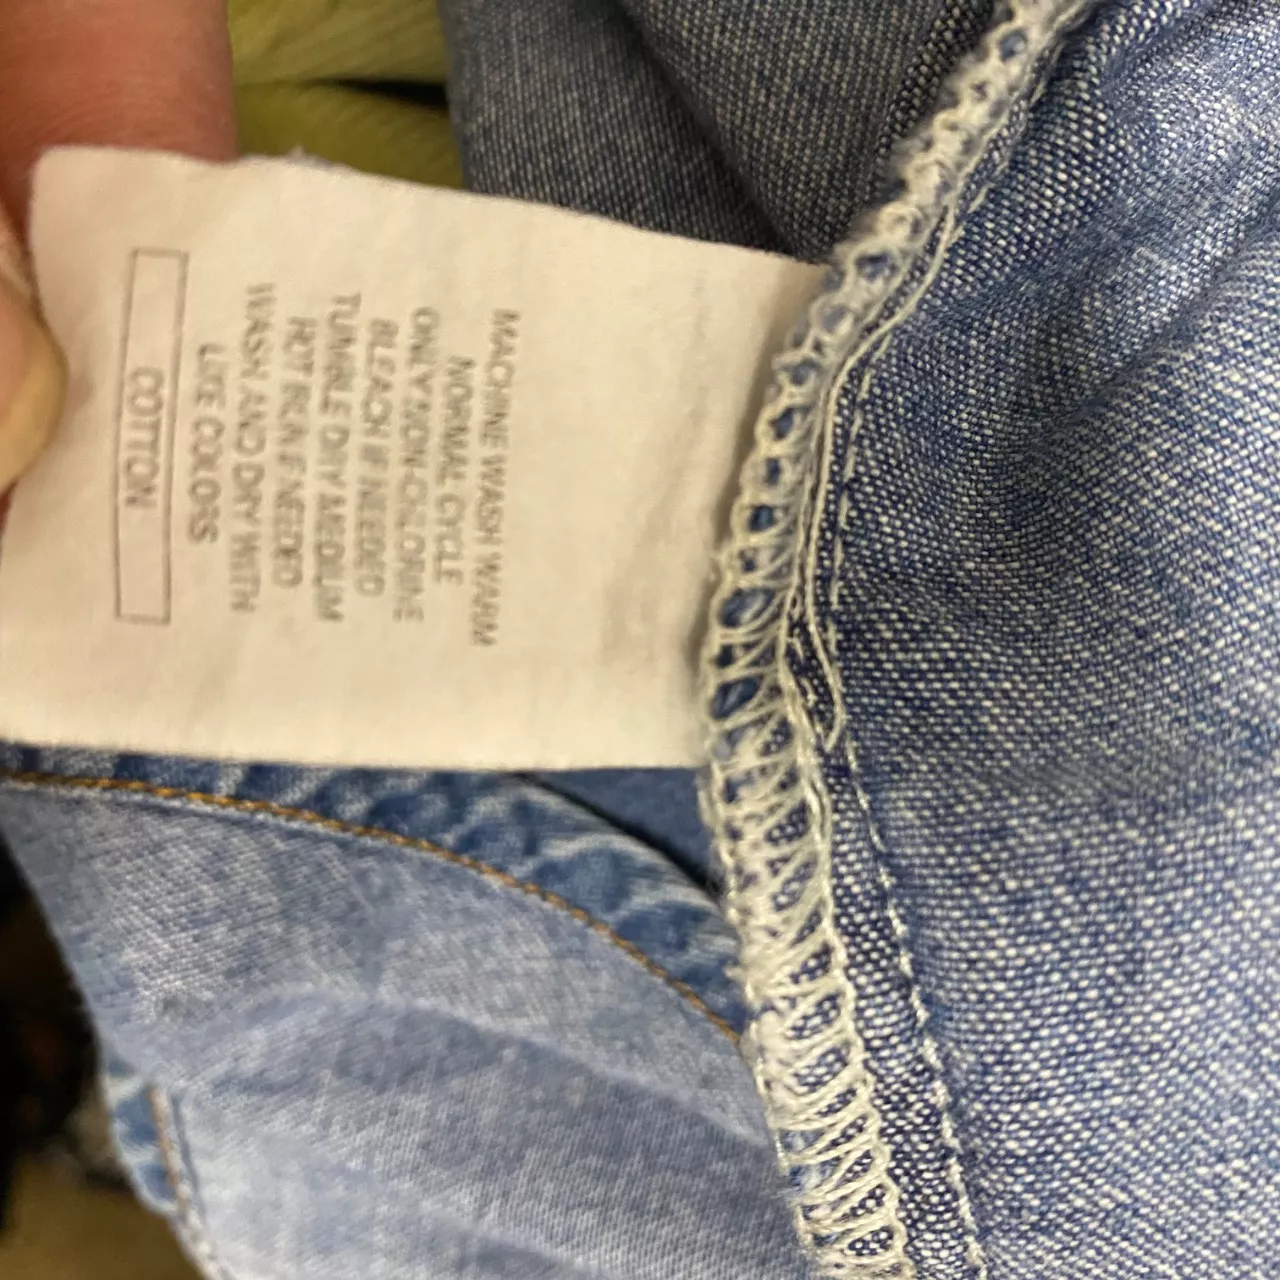 MACHINE WASH WARM
NORMAL CYCLE
ONLY NON-CHLORINE
BLEACH IF NEEDED
TUMBLE DRY MEDIUM
HOT IRON IF NEEDED
WASH AND DRY WITH
LIKE COLORS
COTTON